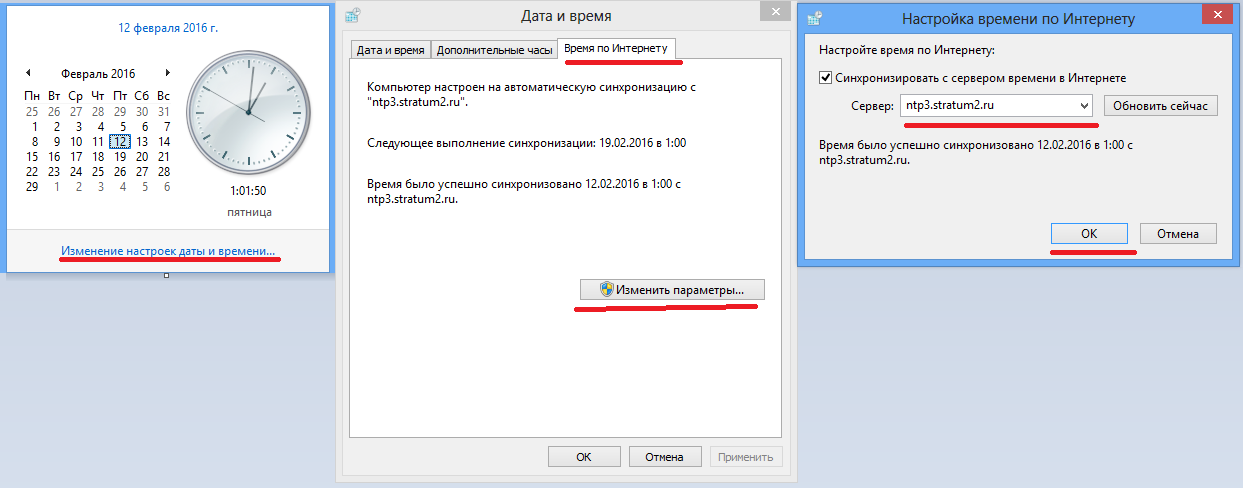 12 февраля 2016 г.
Февраль 2016
Пн Вт Ср Чт Пт Сб Вс
25 26 27 28 29 30 31
1 2 3 4 5 6 7
8 9 10 11 12 13 14
15 16 17 18 19 20 21
22 23 24 25 26 27 28
29 1 2 3 4 5 6
1:01:50
пятница
Изменение настроек даты и времени...
Дата и время
Дата и время Дополнительные часы Время по Интернету
Компьютер настроен на автоматическую синхронизацию с
"ntp3.stratum2.ru".
Следующее выполнение синхронизации: 19.02.2016 в 1:00
Время было успешно синхронизовано 12.02.2016 в 1:00 с
ntp3.stratum2.ru.
Изменить параметры...
ОК Отмена Применить
Настройка времени по Интернету
Настройте время по Интернету:
Синхронизировать с сервером времени в Интернете
Сервер: ntp3.stratum2.ru Обновить сейчас
Время было успешно синхронизовано 12.02.2016 в 1:00 с
ntp3.stratum2.ru.
ОК Отмена